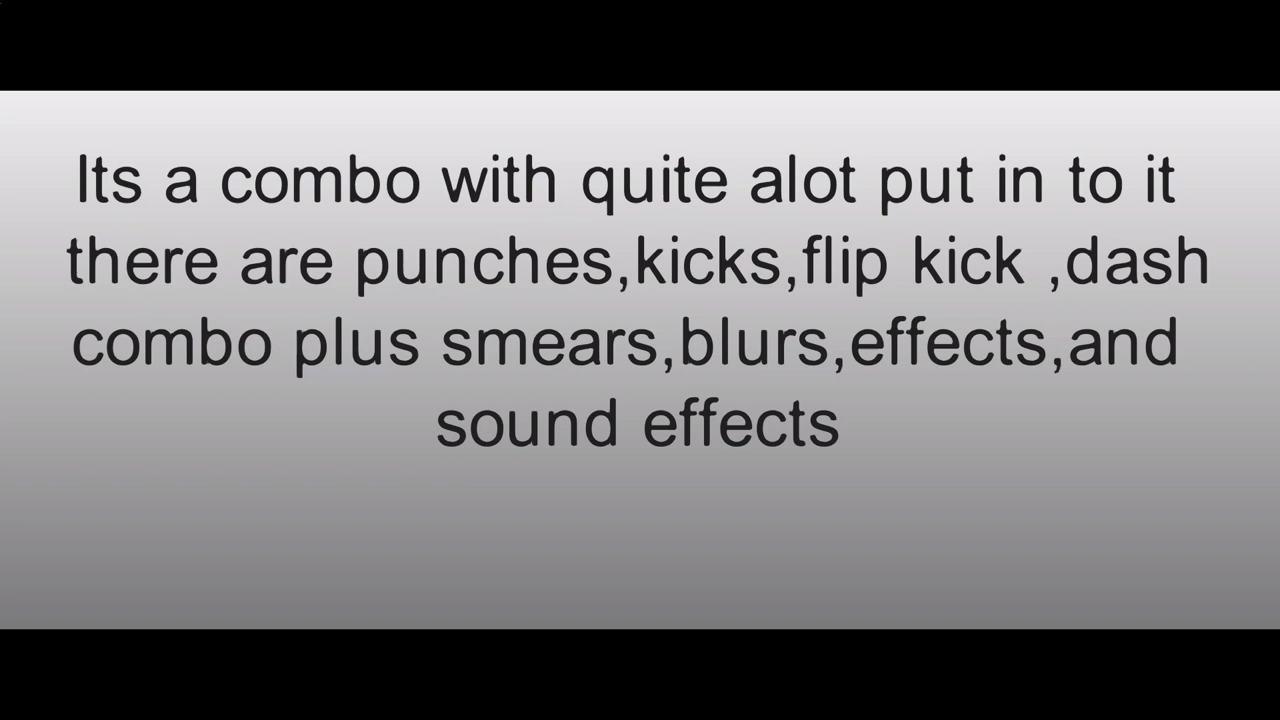 Its a combo with quite alot put in to it
there are punches,kicks,flip kick ,dash
combo plus smears,blurs,effects,and
sound effects